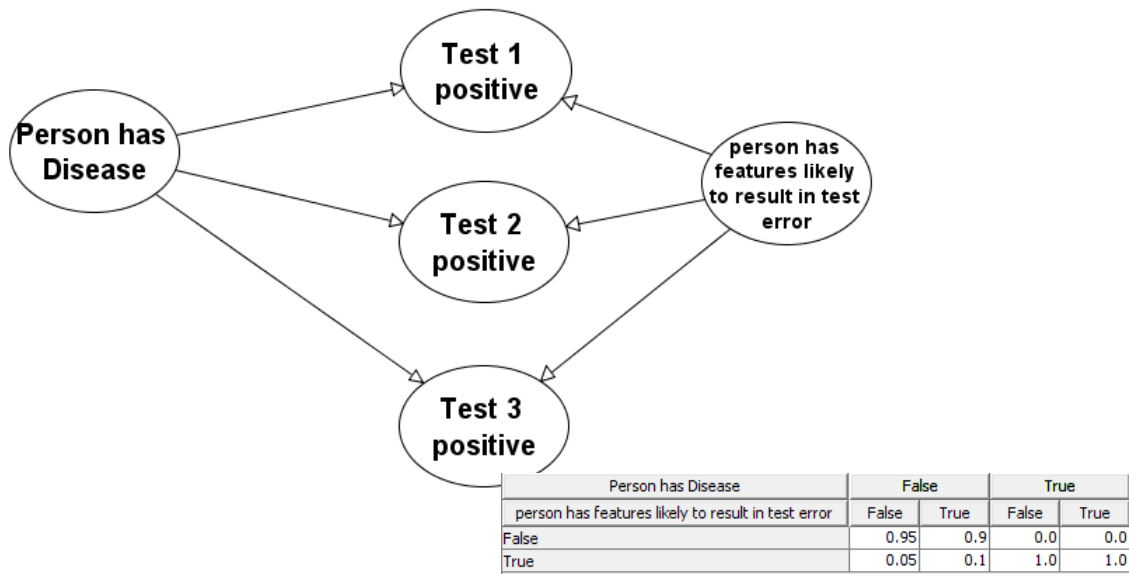 Test 1
positive
Person has
Disease
person has
features likely
to result in test
error
Test 2
positive
Test 3
positive
Person has Disease False True
person has features likely to result in test error False True False True
False 0.95 0.9 0.0 0.0
True 0.05 0.1 1.0 1.0